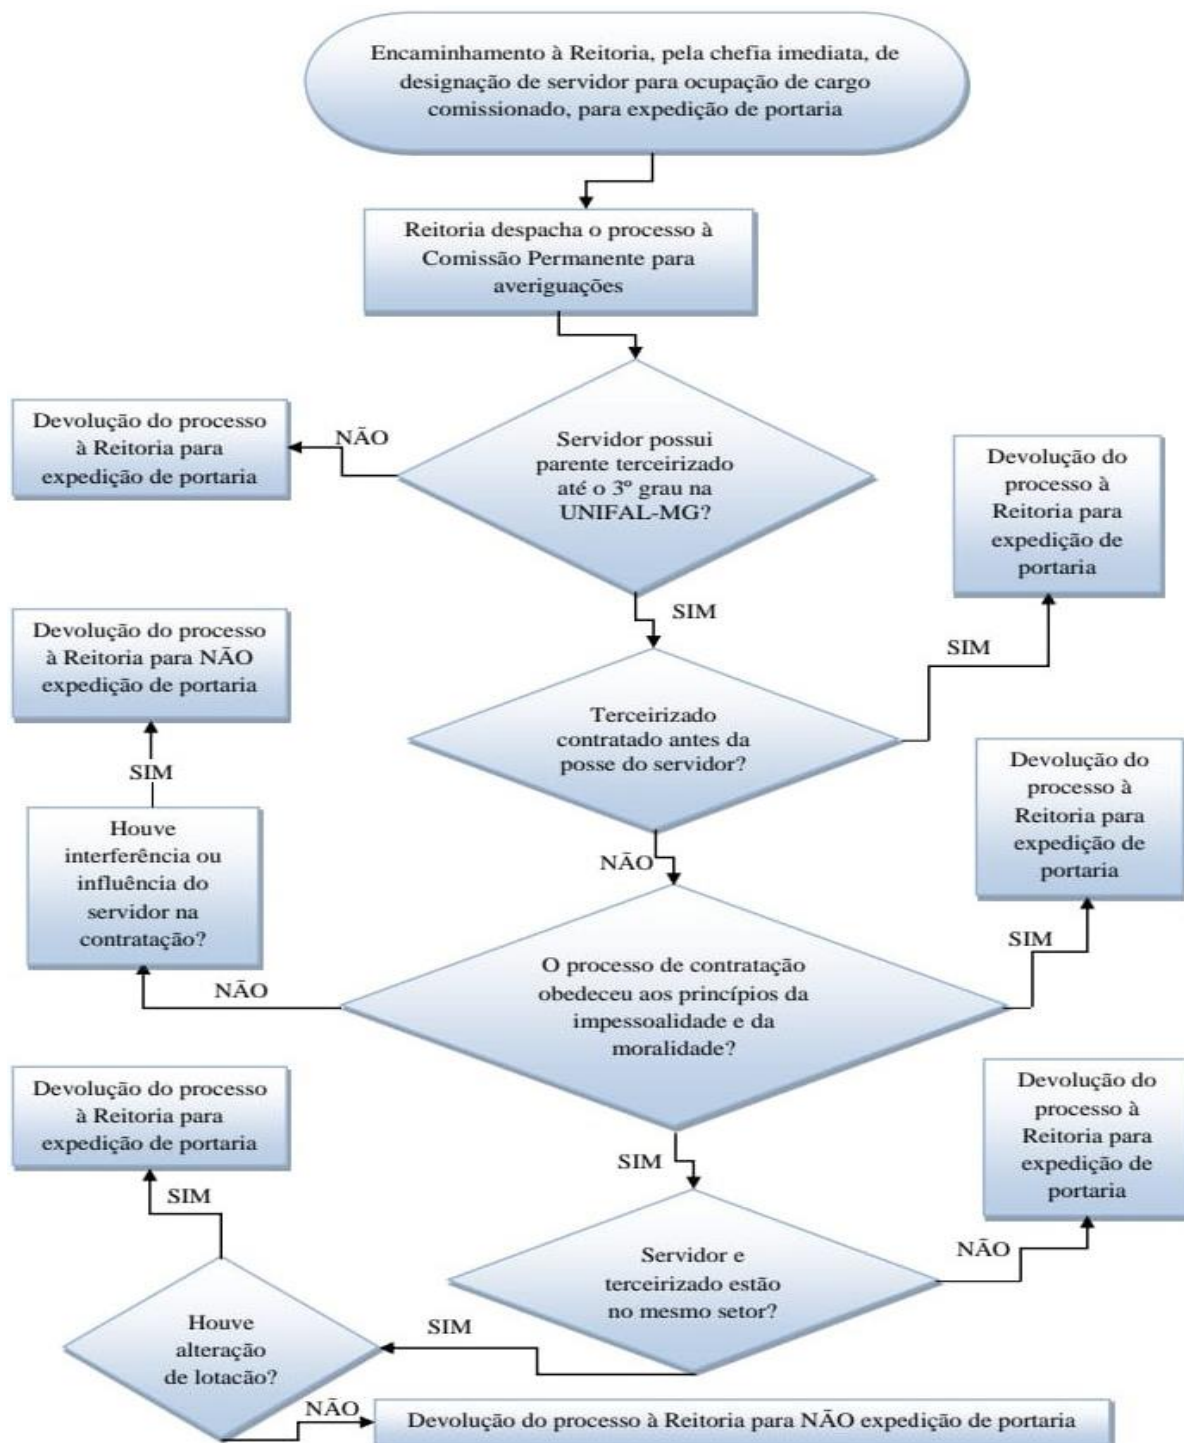 Encaminhamento à Reitoria, pela chefia imediata, de
designação de servidor para ocupação de cargo
comissionado, para expedição de portaria
Reitoria despacha o processo à
Comissão Permanente para
averiguações
Servidor possui
parente terceirizado
até o 3º grau na
UNIFAL-MG?
NÃO
Devolução do processo
à Reitoria para
expedição de portaria
SIM
Terceirizado
contratado antes da
posse do servidor?
SIM
Devolução do
processo à
Reitoria para
expedição de
portaria
NÃO
O processo de contratação
obedeceu aos princípios da
impessoalidade e da
moralidade?
SIM
Devolução do
processo à
Reitoria para
expedição de
portaria
NÃO
Houve
interferência ou
influência do
servidor na
contratação?
SIM
Devolução do processo
à Reitoria para NÃO
expedição de portaria
SIM
Servidor e
terceirizado estão
no mesmo setor?
NÃO
Devolução do
processo à
Reitoria para
expedição de
portaria
SIM
Houve
alteração
de lotacão?
SIM
Devolução do processo
à Reitoria para
expedição de portaria
NÃO
Devolução do processo à Reitoria para NÃO expedição de portaria